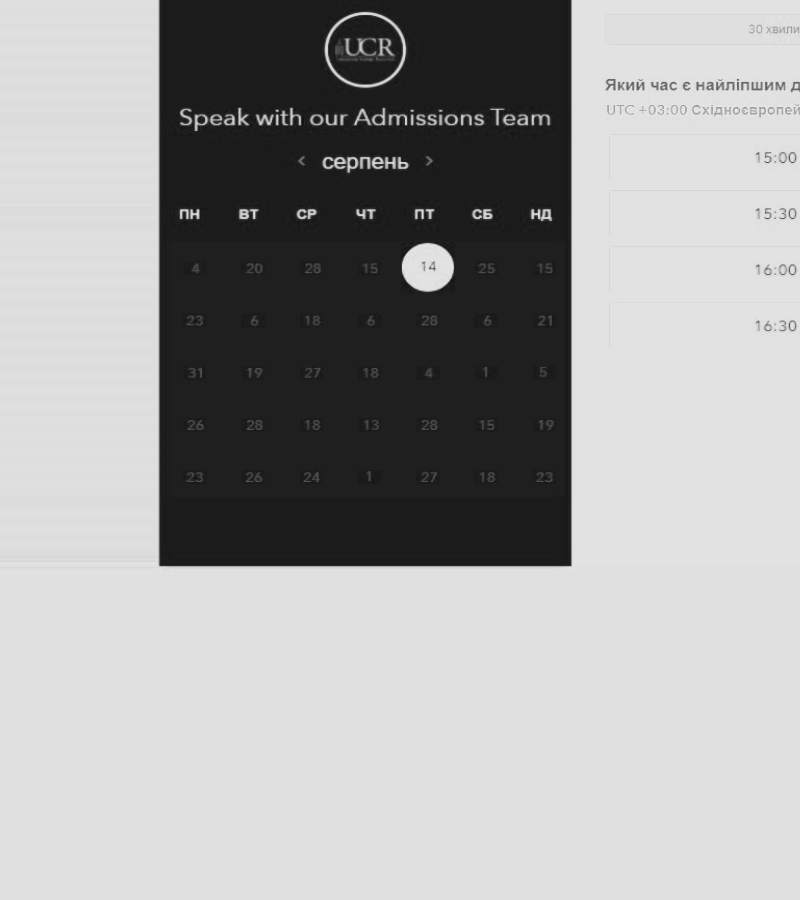 UCR
Speak with our Admissions Team
< серпень >
ПН ВТ СР ЧТ ПТ СБ НД
4 20 28 15 14 25 15
23 6 18 6 28 6 21
31 19 27 18 4 1 5
26 28 18 13 28 15 19
23 26 24 1 27 18 23
30 хвили
Який час є найліпшим д
UTC +03:00 Східноєвропей
15:00
15:30
16:00
16:30